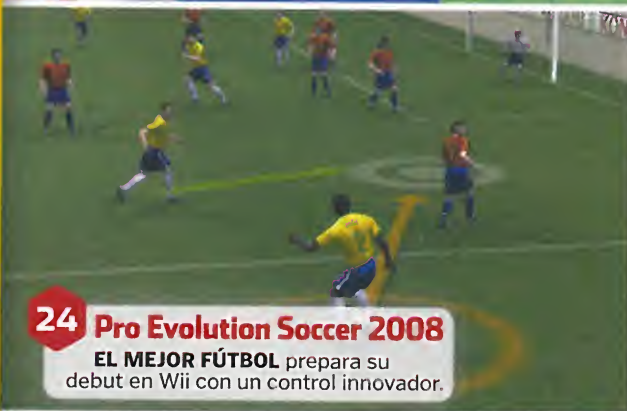 24 Pro Evolution Soccer 2008
EL MEJOR FÚTBOL prepara su
debut en Wii con un control innovador.